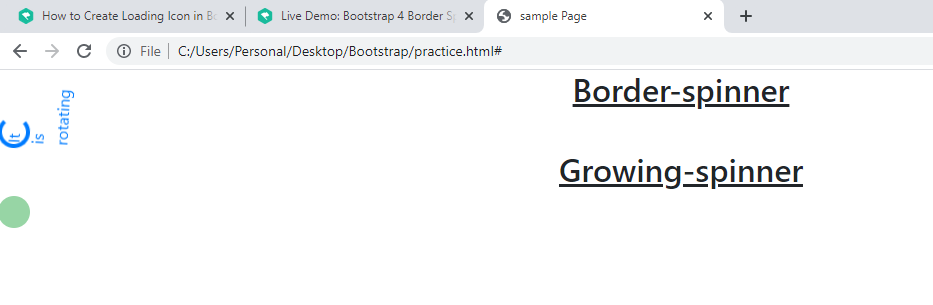 How to Create Loading Icon in Bo
Live Demo: Bootstrap 4 Border Sp
sample Page
File
C:/Users/Personal/Desktop/Bootstrap/practice.html#
Border-spinner
It
is
rotating
Growing-spinner